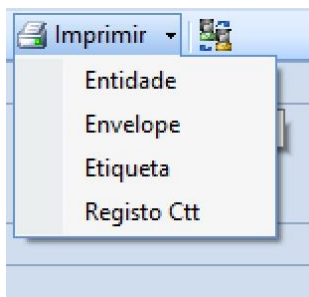 Imprimir
Entidade
Envelope
Etiqueta
Registo Ctt